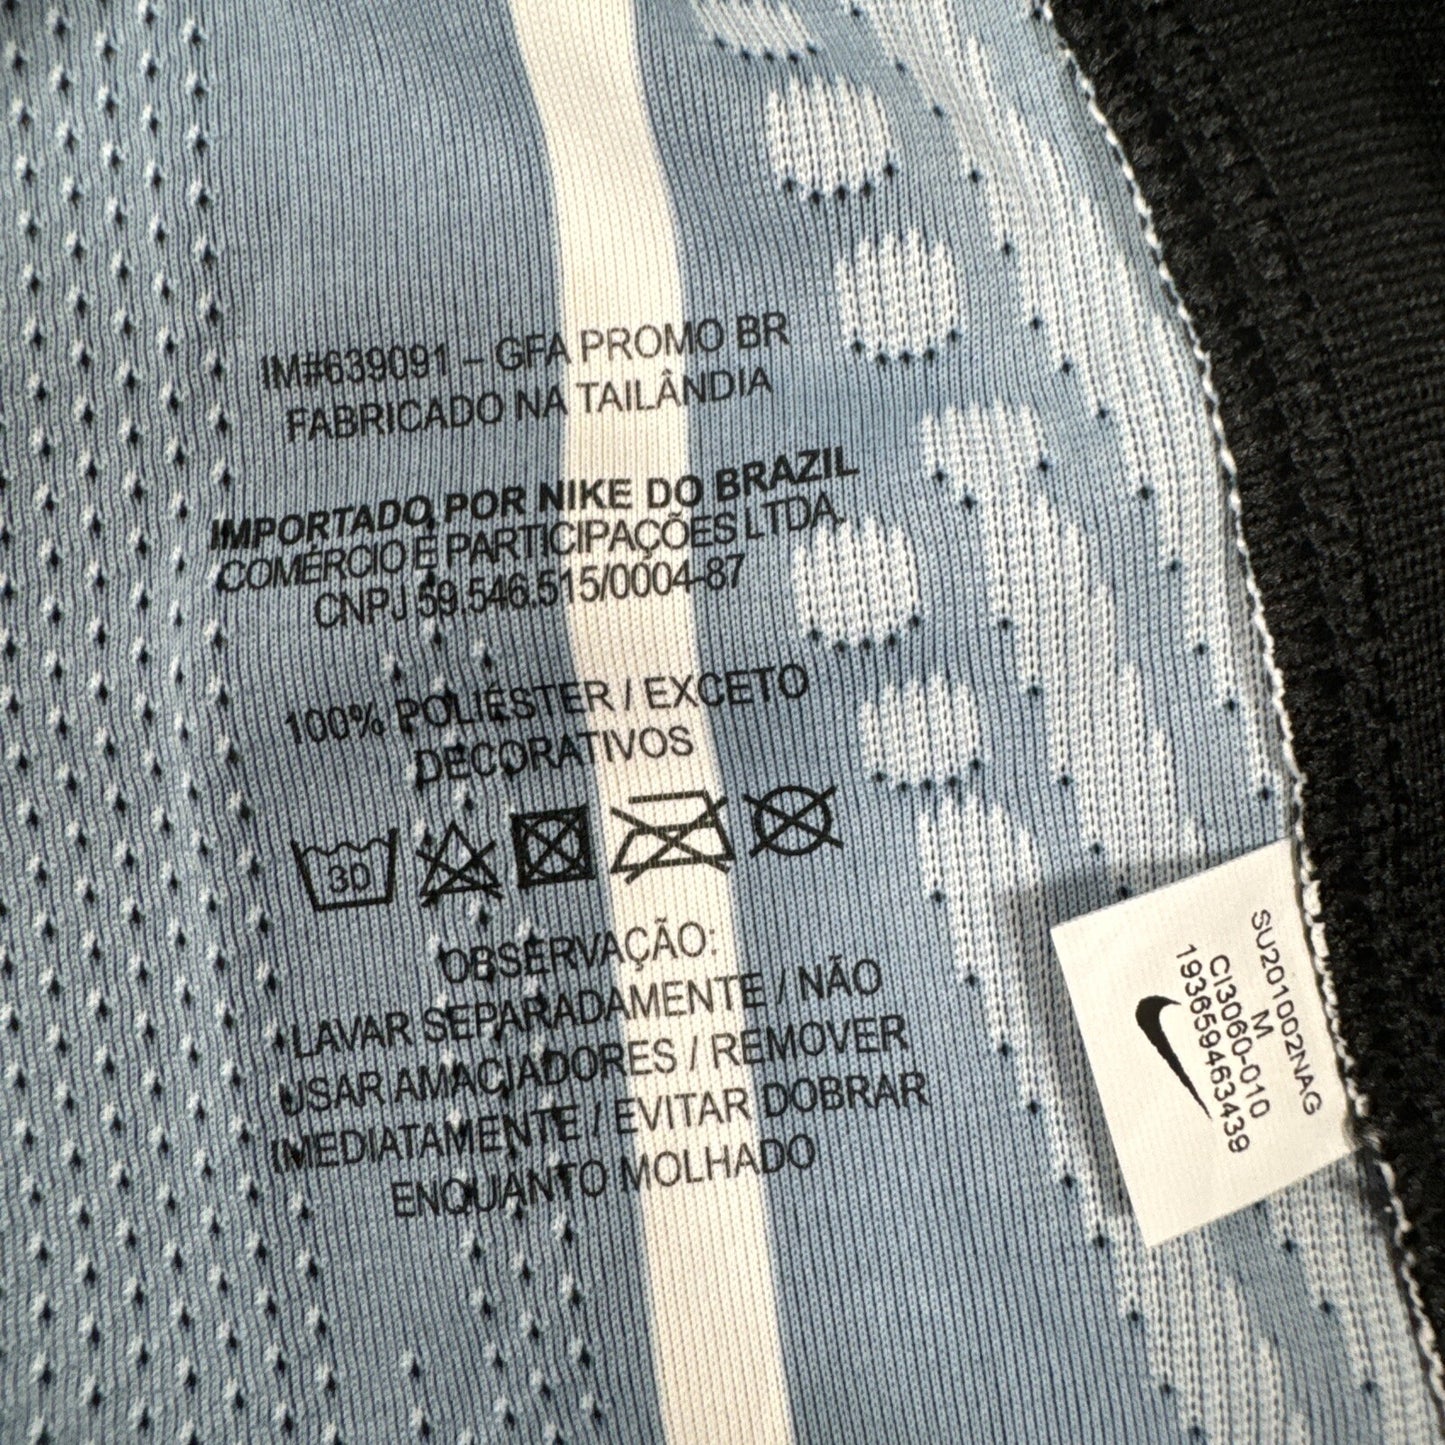 IM#639091 – GFA PROMO BR
FABRICADO NA TAILÂNDIA
IMPORTADO POR NIKE DO BRAZIL
COMÉRCIO E PARTICIPAÇÕES LTDA.
CNPJ 59.546.515/0004-87
100% POLIÉSTER / EXCETO
DECORATIVOS
30
OBSERVAÇÃO:
LAVAR SEPARADAMENTE / NÃO
USAR AMACIADORES / REMOVER
IMEDIATAMENTE / EVITAR DOBRAR
ENQUANTO MOLHADO
SU201002NAG
CI3060-010
M
193659463439